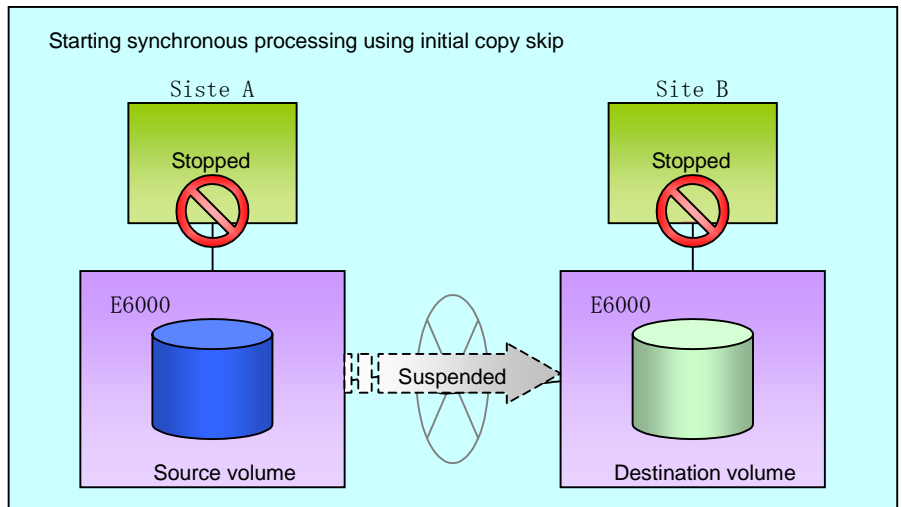 Starting synchronous processing using initial copy skip
Siste A
Site B
Stopped
Stopped
E6000
E6000
Suspended
Source volume
Destination volume